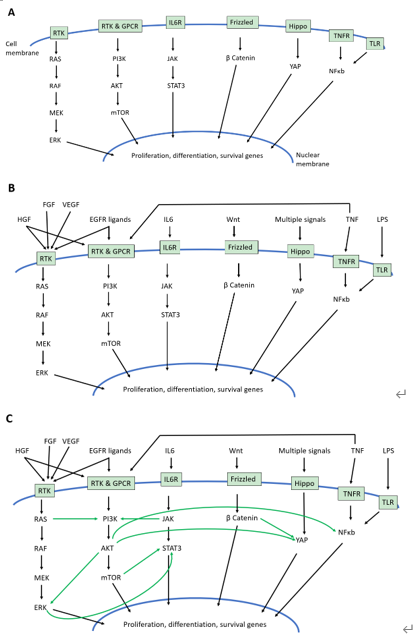 A
RTK
RTK & GPCR
IL6R
Frizzled
Hippo
TNFR
TLR
Cell
membrane
RAS
PI3K
JAK
β Catenin
YAP
NFκb
RAF
AKT
STAT3
MEK
mTOR
ERK
Proliferation, differentiation, survival genes
Nuclear
membrane
B
FGF
VEGF
HGF
EGFR ligands
IL6
Wnt
Multiple signals
TNF
LPS
RTK
RTK & GPCR
IL6R
Frizzled
Hippo
TNFR
TLR
RAS
PI3K
JAK
β Catenin
YAP
NFκb
RAF
AKT
STAT3
MEK
mTOR
ERK
Proliferation, differentiation, survival genes
C
FGF
VEGF
HGF
EGFR ligands
IL6
Wnt
Multiple signals
TNF
LPS
RTK
RTK & GPCR
IL6R
Frizzled
Hippo
TNFR
TLR
RAS
PI3K
JAK
β Catenin
NFκb
RAF
AKT
STAT3
YAP
MEK
mTOR
ERK
Proliferation, differentiation, survival genes